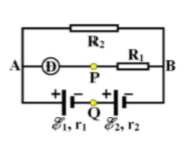 R₂
A Đ R₁ B
P
+ − + −
Q
ℰ₁, r₁ ℰ₂, r₂